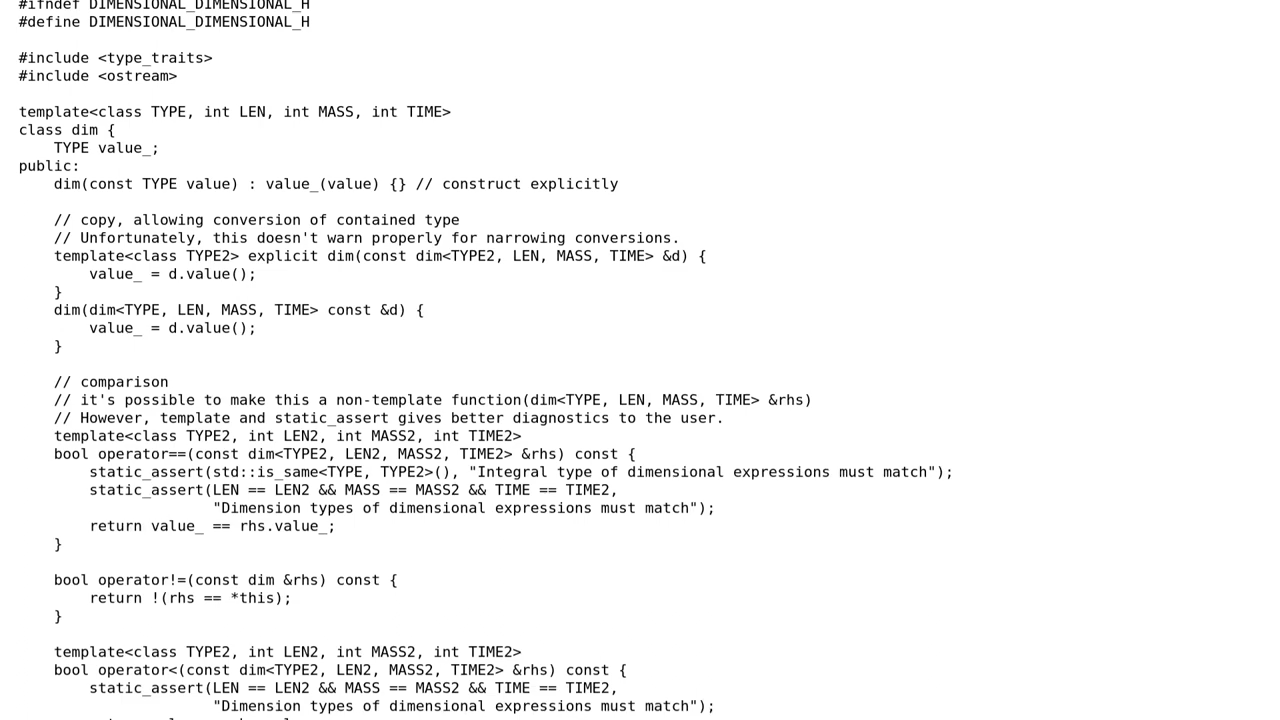 #ifndef DIMENSIONAL_DIMENSIONAL_H
#define DIMENSIONAL_DIMENSIONAL_H

#include <type_traits>
#include <ostream>

template<class TYPE, int LEN, int MASS, int TIME>
class dim {
    TYPE value_;
public:
    dim(const TYPE value) : value_(value) {} // construct explicitly

    // copy, allowing conversion of contained type
    // Unfortunately, this doesn't warn properly for narrowing conversions.
    template<class TYPE2> explicit dim(const dim<TYPE2, LEN, MASS, TIME> &d) {
        value_ = d.value();
    }
    dim(dim<TYPE, LEN, MASS, TIME> const &d) {
        value_ = d.value();
    }

    // comparison
    // it's possible to make this a non-template function(dim<TYPE, LEN, MASS, TIME> &rhs)
    // However, template and static_assert gives better diagnostics to the user.
    template<class TYPE2, int LEN2, int MASS2, int TIME2>
    bool operator==(const dim<TYPE2, LEN2, MASS2, TIME2> &rhs) const {
        static_assert(std::is_same<TYPE, TYPE2>(), "Integral type of dimensional expressions must match");
        static_assert(LEN == LEN2 && MASS == MASS2 && TIME == TIME2,
                      "Dimension types of dimensional expressions must match");
        return value_ == rhs.value_;
    }

    bool operator!=(const dim &rhs) const {
        return !(rhs == *this);
    }

    template<class TYPE2, int LEN2, int MASS2, int TIME2>
    bool operator<(const dim<TYPE2, LEN2, MASS2, TIME2> &rhs) const {
        static_assert(LEN == LEN2 && MASS == MASS2 && TIME == TIME2,
                      "Dimension types of dimensional expressions must match");